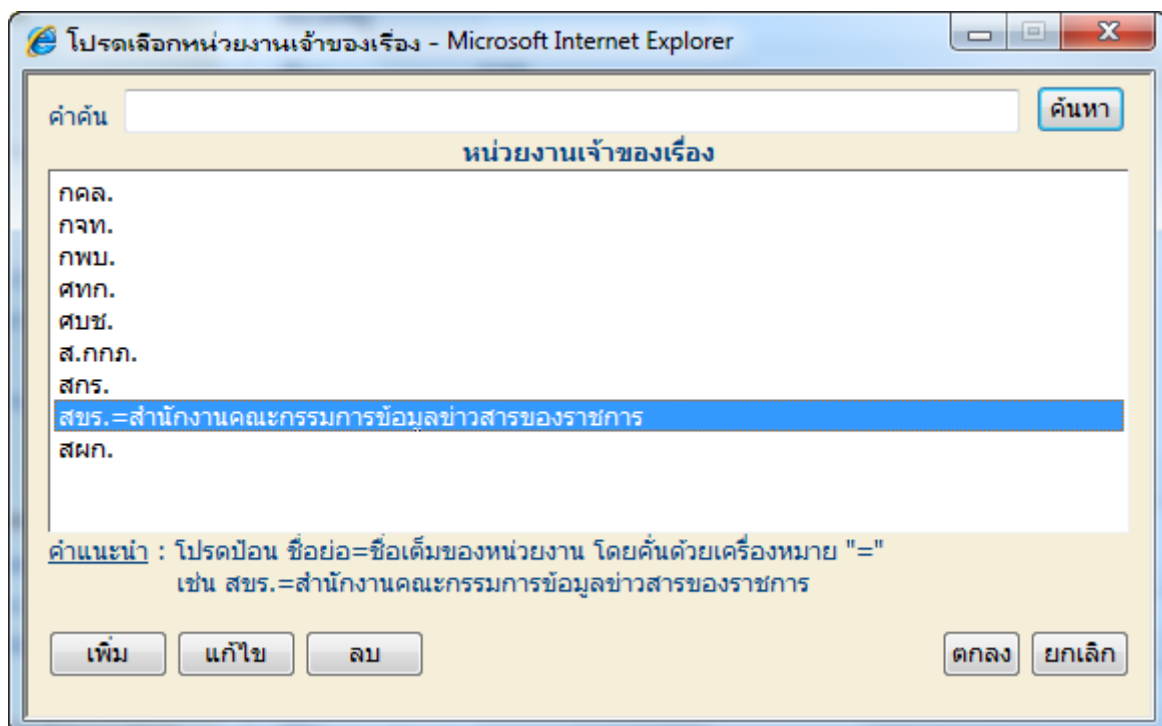 โปรดเลือกหน่วยงานเจ้าของเรื่อง - Microsoft Internet Explorer
คำค้น ค้นหา
หน่วยงานเจ้าของเรื่อง
กคล.
กจท.
กพบ.
ศทก.
ศบช.
ส.กกภ.
สกร.
สขร.=สำนักงานคณะกรรมการข้อมูลข่าวสารของราชการ
สผก.
คำแนะนำ : โปรดป้อน ชื่อย่อ=ชื่อเต็มของหน่วยงาน โดยคั่นด้วยเครื่องหมาย "="
เช่น สขร.=สำนักงานคณะกรรมการข้อมูลข่าวสารของราชการ
เพิ่ม แก้ไข ลบ ตกลง ยกเลิก